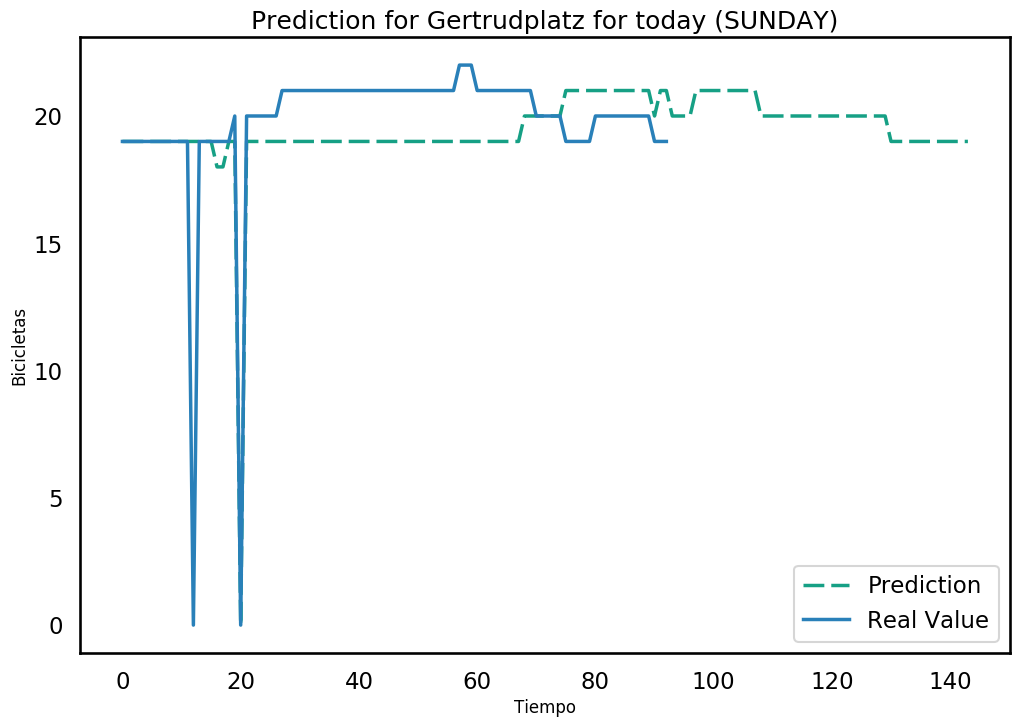 Prediction for Gertrudplatz for today (SUNDAY)
20
15
10
5
0
Bicicletas
0 20 40 60 80 100 120 140
Tiempo
Prediction
Real Value